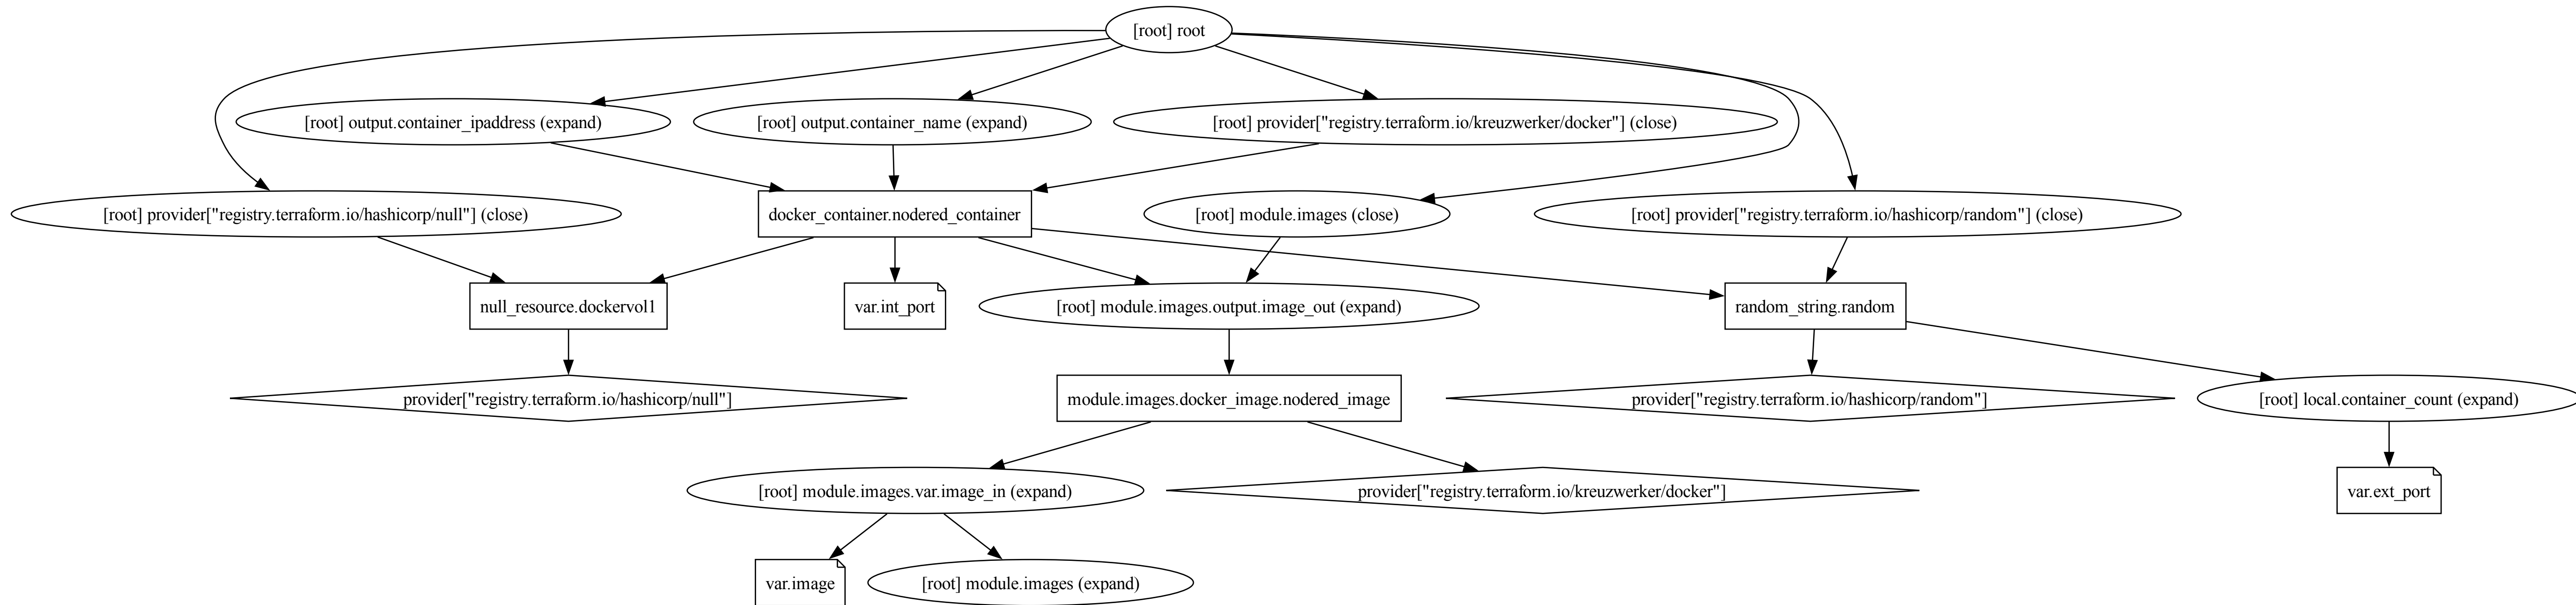 [root] root
[root] output.container_ipaddress (expand)
[root] output.container_name (expand)
[root] provider["registry.terraform.io/kreuzwerker/docker"] (close)
[root] provider["registry.terraform.io/hashicorp/null"] (close)
docker_container.nodered_container
[root] module.images (close)
[root] provider["registry.terraform.io/hashicorp/random"] (close)
null_resource.dockervol1
var.int_port
[root] module.images.output.image_out (expand)
random_string.random
provider["registry.terraform.io/hashicorp/null"]
module.images.docker_image.nodered_image
provider["registry.terraform.io/hashicorp/random"]
[root] local.container_count (expand)
[root] module.images.var.image_in (expand)
provider["registry.terraform.io/kreuzwerker/docker"]
var.ext_port
var.image
[root] module.images (expand)